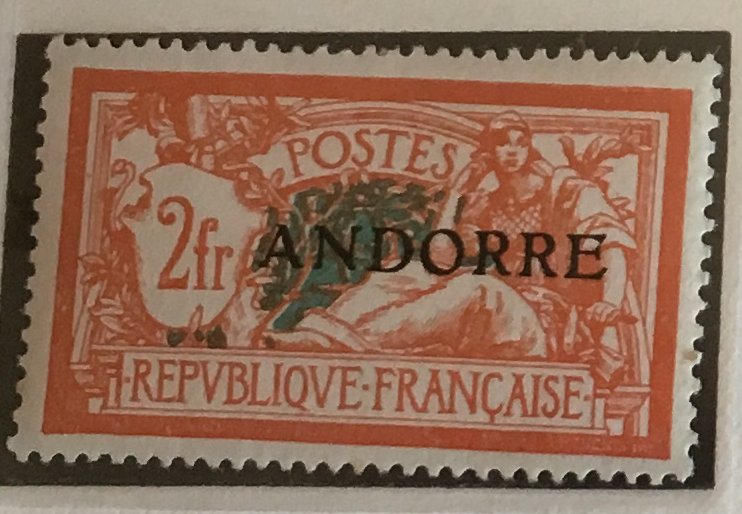 POSTES
2fr
ANDORRE
·REPVBLIQVE·FRANÇAISE·